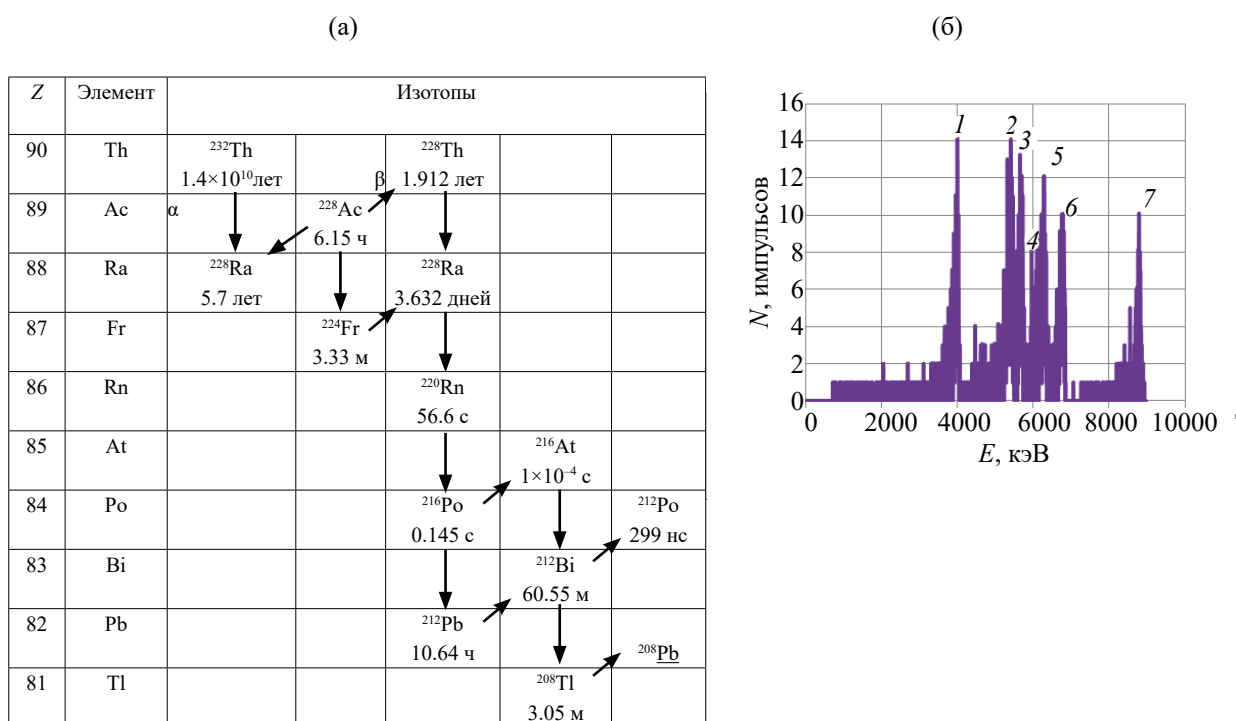 (а)
(б)
Z Элемент Изотопы
90 Th ²³²Th ²²⁸Th
1.4×10¹⁰лет β 1.912 лет
89 Ac α ²²⁸Ac
6.15 ч
88 Ra ²²⁸Ra ²²⁸Ra
5.7 лет 3.632 дней
87 Fr ²²⁴Fr
3.33 м
86 Rn ²²⁰Rn
56.6 с
85 At ²¹⁶At
1×10⁻⁴ с
84 Po ²¹⁶Po ²¹²Po
0.145 с 299 нс
83 Bi ²¹²Bi
60.55 м
82 Pb ²¹²Pb ²⁰⁸Pb
10.64 ч
81 Tl ²⁰⁸Tl
3.05 м
N, импульсов
16
14
12
10
8
6
4
2
0
1 2 3 4 5 6 7
0 2000 4000 6000 8000 10000
E, кэВ